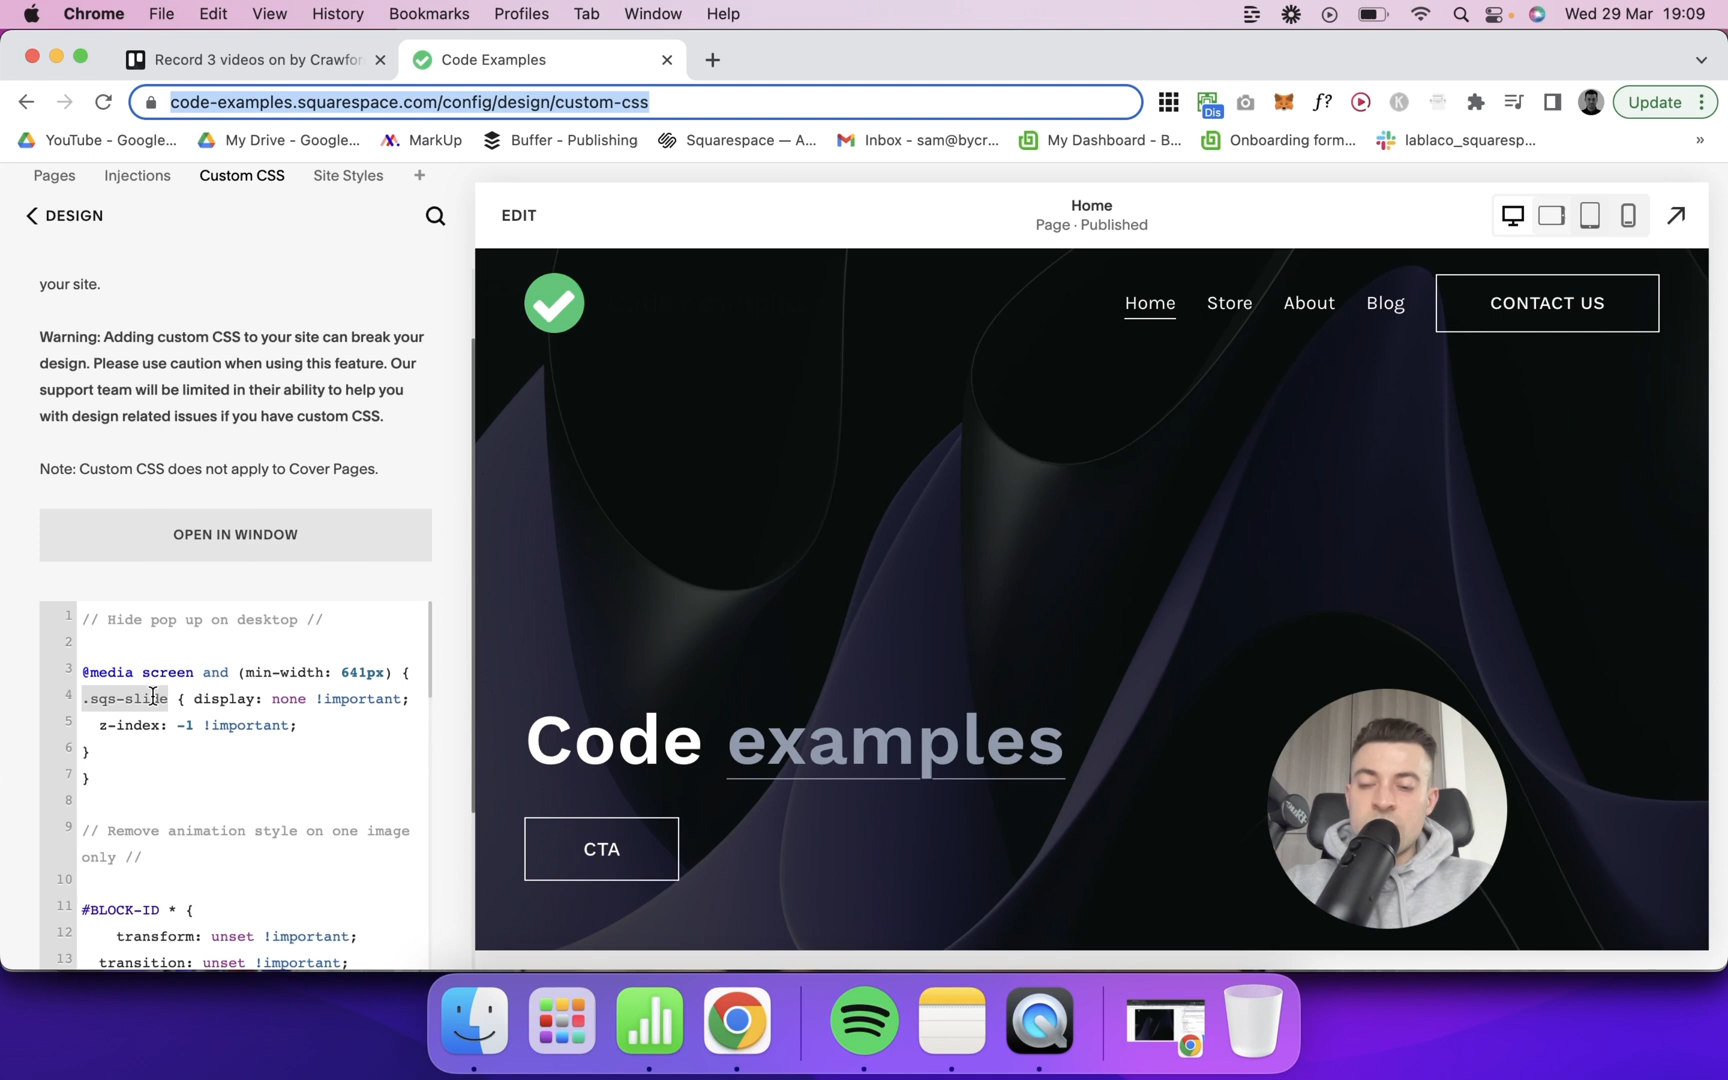 Chrome File Edit View History Bookmarks Profiles Tab Window Help Wed 29 Mar 19:09
Record 3 videos on by Crawfor Code Examples
code-examples.squarespace.com/config/design/custom-css Dis f? K Update
YouTube - Google... My Drive - Google... MarkUp Buffer - Publishing Squarespace — A... Inbox - sam@bycr... My Dashboard - B... Onboarding form... lablaco_squaresp... »
Pages Injections Custom CSS Site Styles +
DESIGN
EDIT
Home
Page · Published
your site.
Warning: Adding custom CSS to your site can break your
design. Please use caution when using this feature. Our
support team will be limited in their ability to help you
with design related issues if you have custom CSS.
Note: Custom CSS does not apply to Cover Pages.
OPEN IN WINDOW
1 // Hide pop up on desktop //
2
3 @media screen and (min-width: 641px) {
4 .sqs-slide { display: none !important;
5 z-index: -1 !important;
6 }
7 }
8
9 // Remove animation style on one image
only //
10
11 #BLOCK-ID * {
12 transform: unset !important;
13 transition: unset !important;
Home Store About Blog CONTACT US
Code examples
CTA